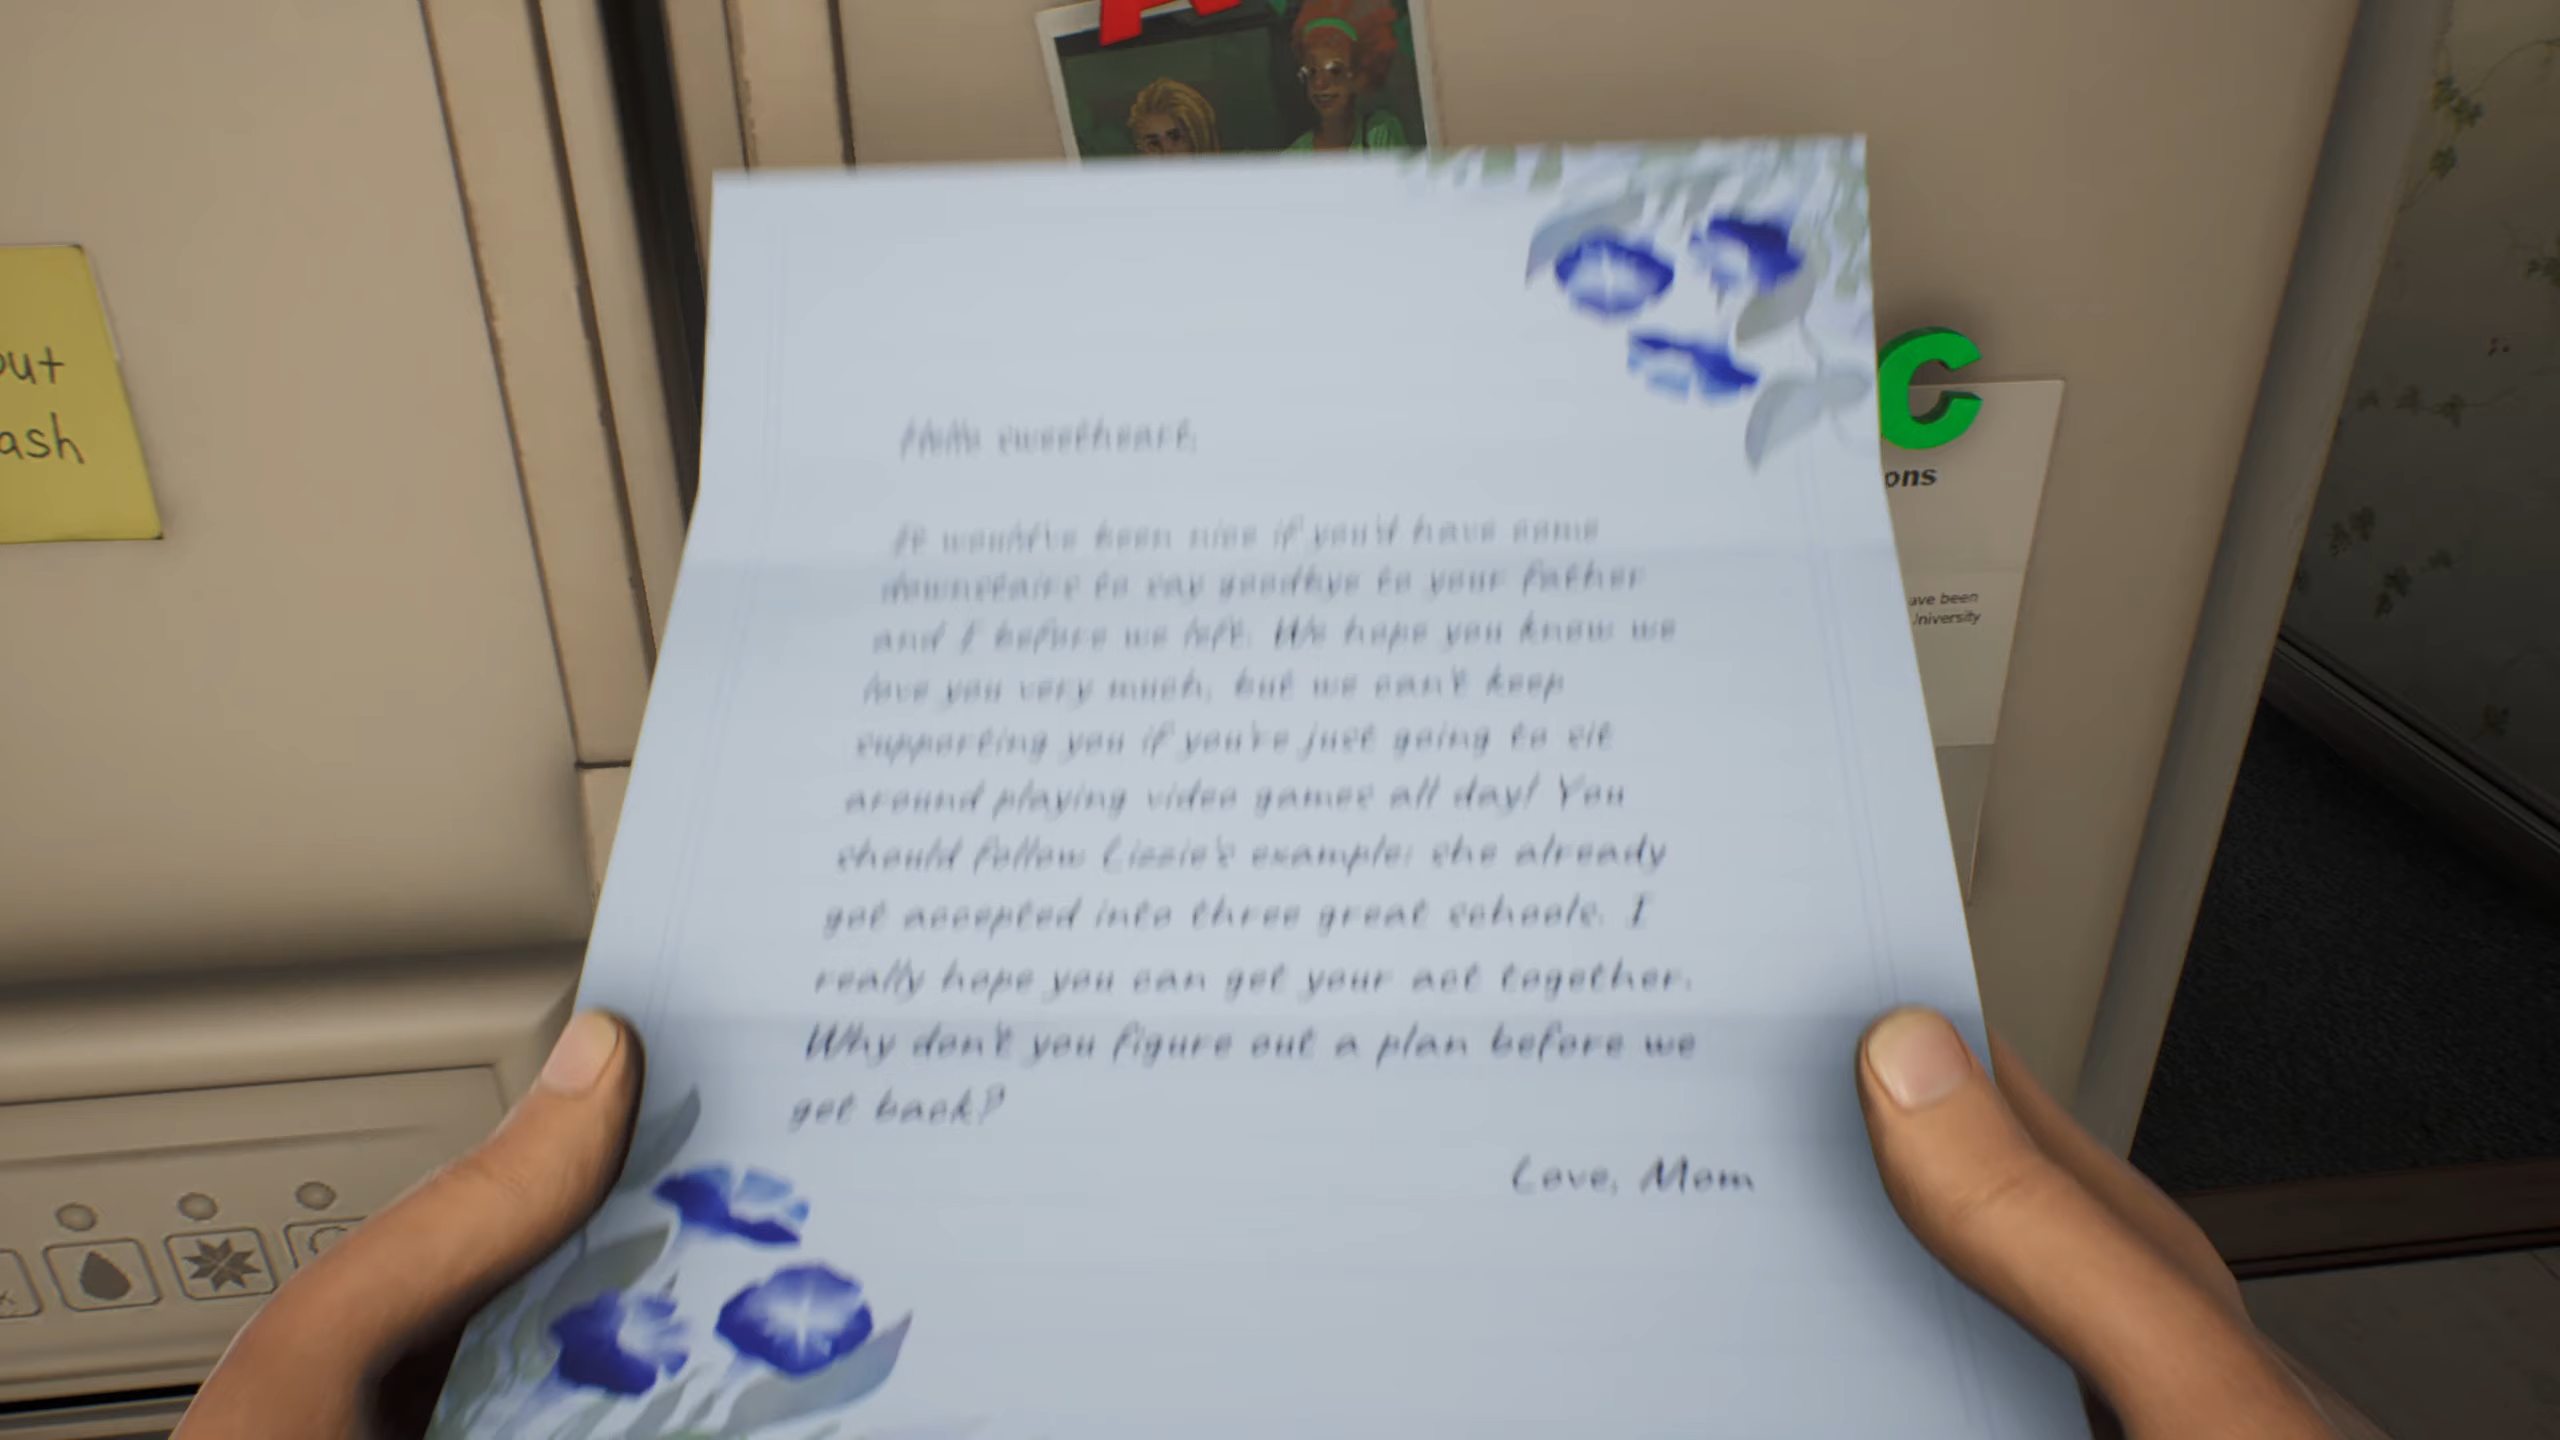 A
out
ash
C
ons
ave been
University
Hello sweetheart,
It would've been nice if you'd have come
downstairs to say goodbye to your father
and I before we left. We hope you know we
love you very much, but we can't keep
supporting you if you're just going to sit
around playing video games all day! You
should follow Lizzie's example: she already
got accepted into three great schools. I
really hope you can get your act together.
Why don't you figure out a plan before we
get back?
Love, Mom